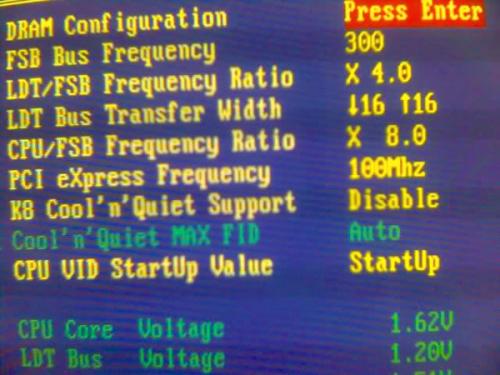 DRAM Configuration Press Enter
FSB Bus Frequency 300
LDT/FSB Frequency Ratio X 4.0
LDT Bus Transfer Width ↓16 ↑16
CPU/FSB Frequency Ratio X 8.0
PCI eXpress Frequency 100Mhz
K8 Cool'n'Quiet Support Disable
Cool'n'Quiet MAX FID Auto
CPU VID StartUp Value StartUp
CPU Core Voltage 1.62V
LDT Bus Voltage 1.20V